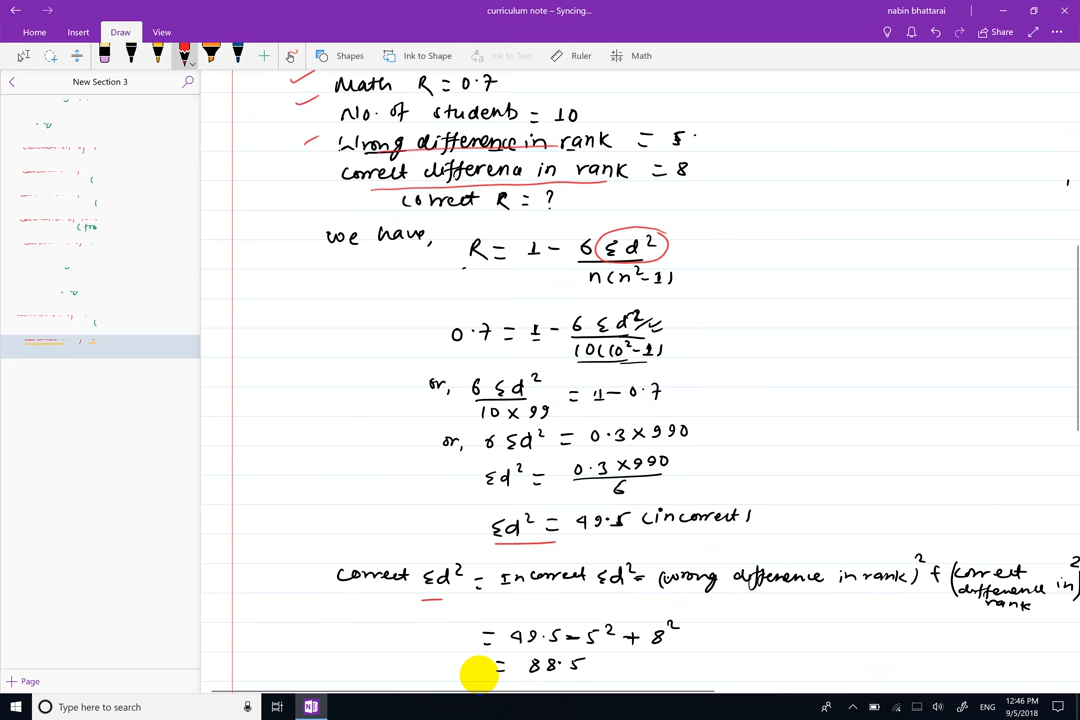 curriculum note - Syncing...
nabin bhattarai
Home Insert Draw View
Share
Shapes Ink to Shape Ink to Text Ruler Math
New Section 3
Math R = 0.7
No. of students = 10
Wrong difference in rank = 5.
correct difference in rank = 8
correct R = ?
we have,
R = 1 - 6 Σd² / n(n²-1)
0.7 = 1 - 6 Σd² / 10(10²-1)
or, 6 Σd² / 10 × 99 = 1 - 0.7
or, 6 Σd² = 0.3 × 990
Σd² = 0.3 × 990 / 6
Σd² = 49.5 (incorrect)
correct Σd² = Incorrect Σd² - (wrong difference in rank)² + (correct difference in rank)²
= 49.5 - 5² + 8²
= 88.5
+ Page
Type here to search
ENG
12:46 PM
9/5/2018